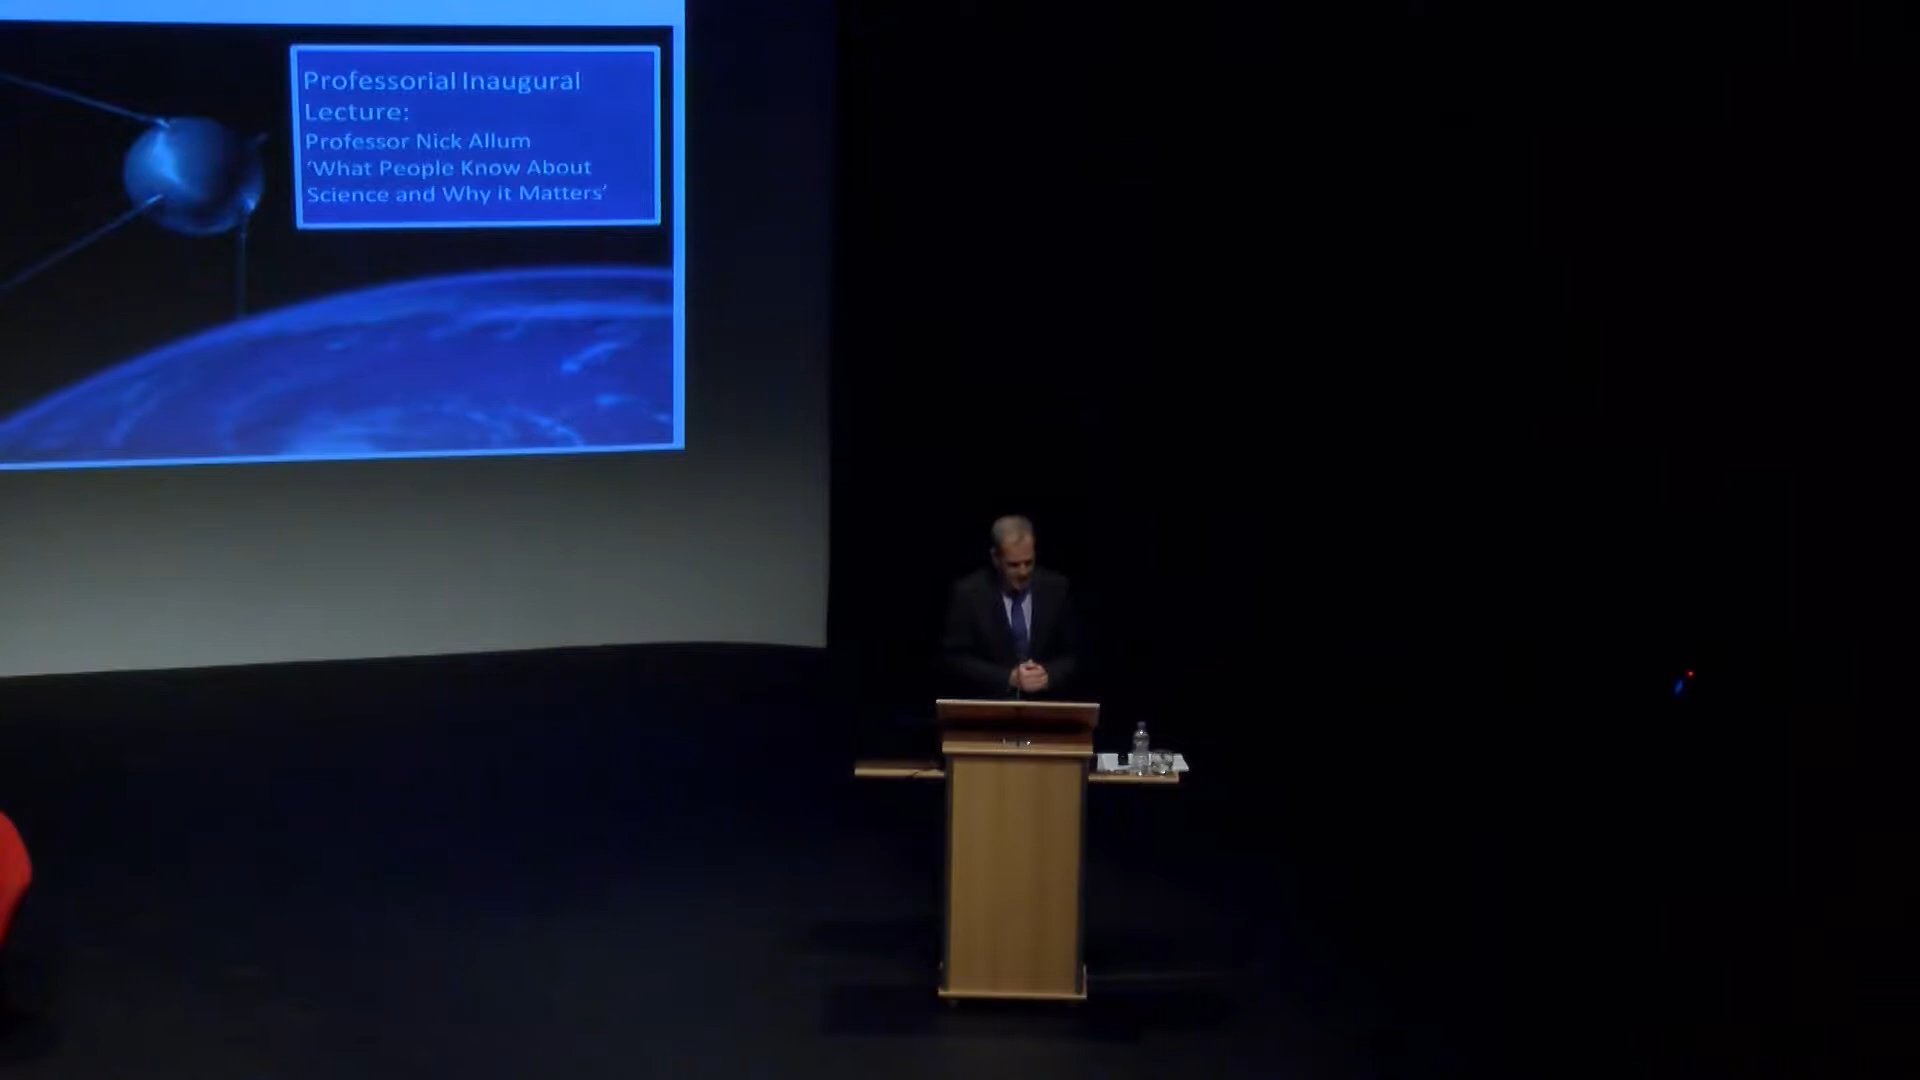 Professorial Inaugural
Lecture:
Professor Nick Allum
‘What People Know About
Science and Why it Matters’